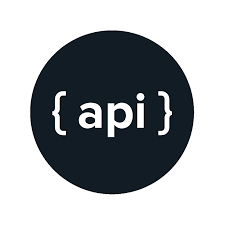 { api }